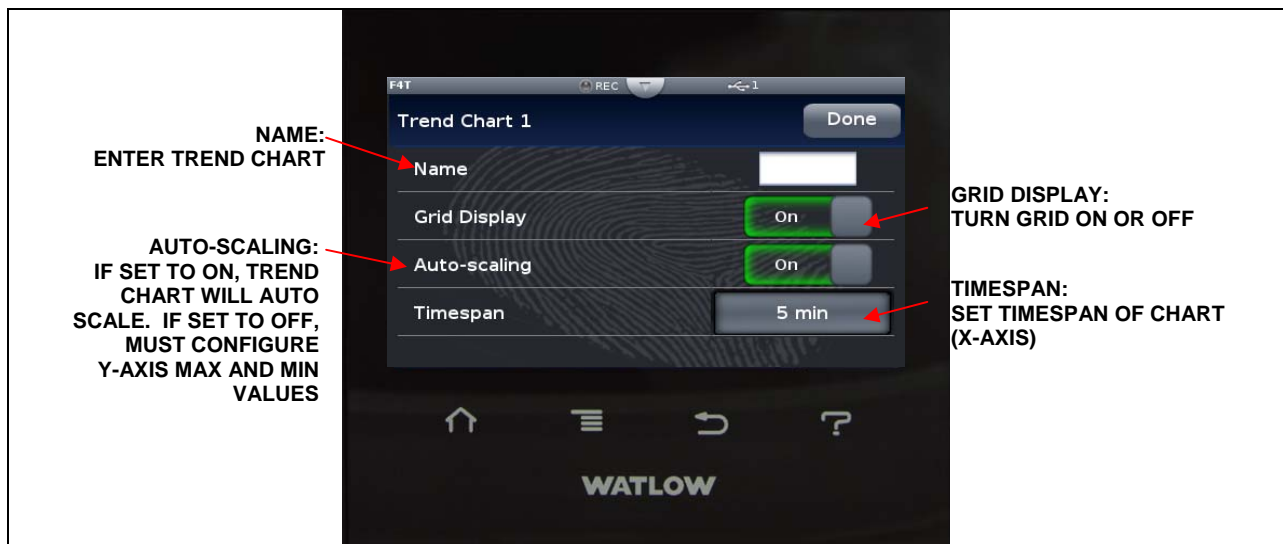 NAME:
ENTER TREND CHART
AUTO-SCALING:
IF SET TO ON, TREND
CHART WILL AUTO
SCALE. IF SET TO OFF,
MUST CONFIGURE
Y-AXIS MAX AND MIN
VALUES
F4T REC 1
Trend Chart 1 Done
Name
Grid Display On
Auto-scaling On
Timespan 5 min
WATLOW
GRID DISPLAY:
TURN GRID ON OR OFF
TIMESPAN:
SET TIMESPAN OF CHART
(X-AXIS)